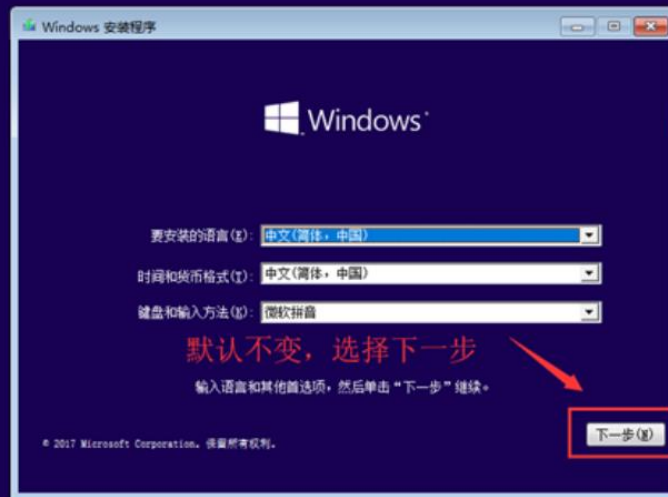 Windows 安装程序
Windows
要安装的语言(E): 中文(简体，中国)
时间和货币格式(T): 中文(简体，中国)
键盘和输入方法(K): 微软拼音
默认不变，选择下一步
输入语言和其他首选项，然后单击“下一步”继续。
下一步(N)
© 2017 Microsoft Corporation。保留所有权利。